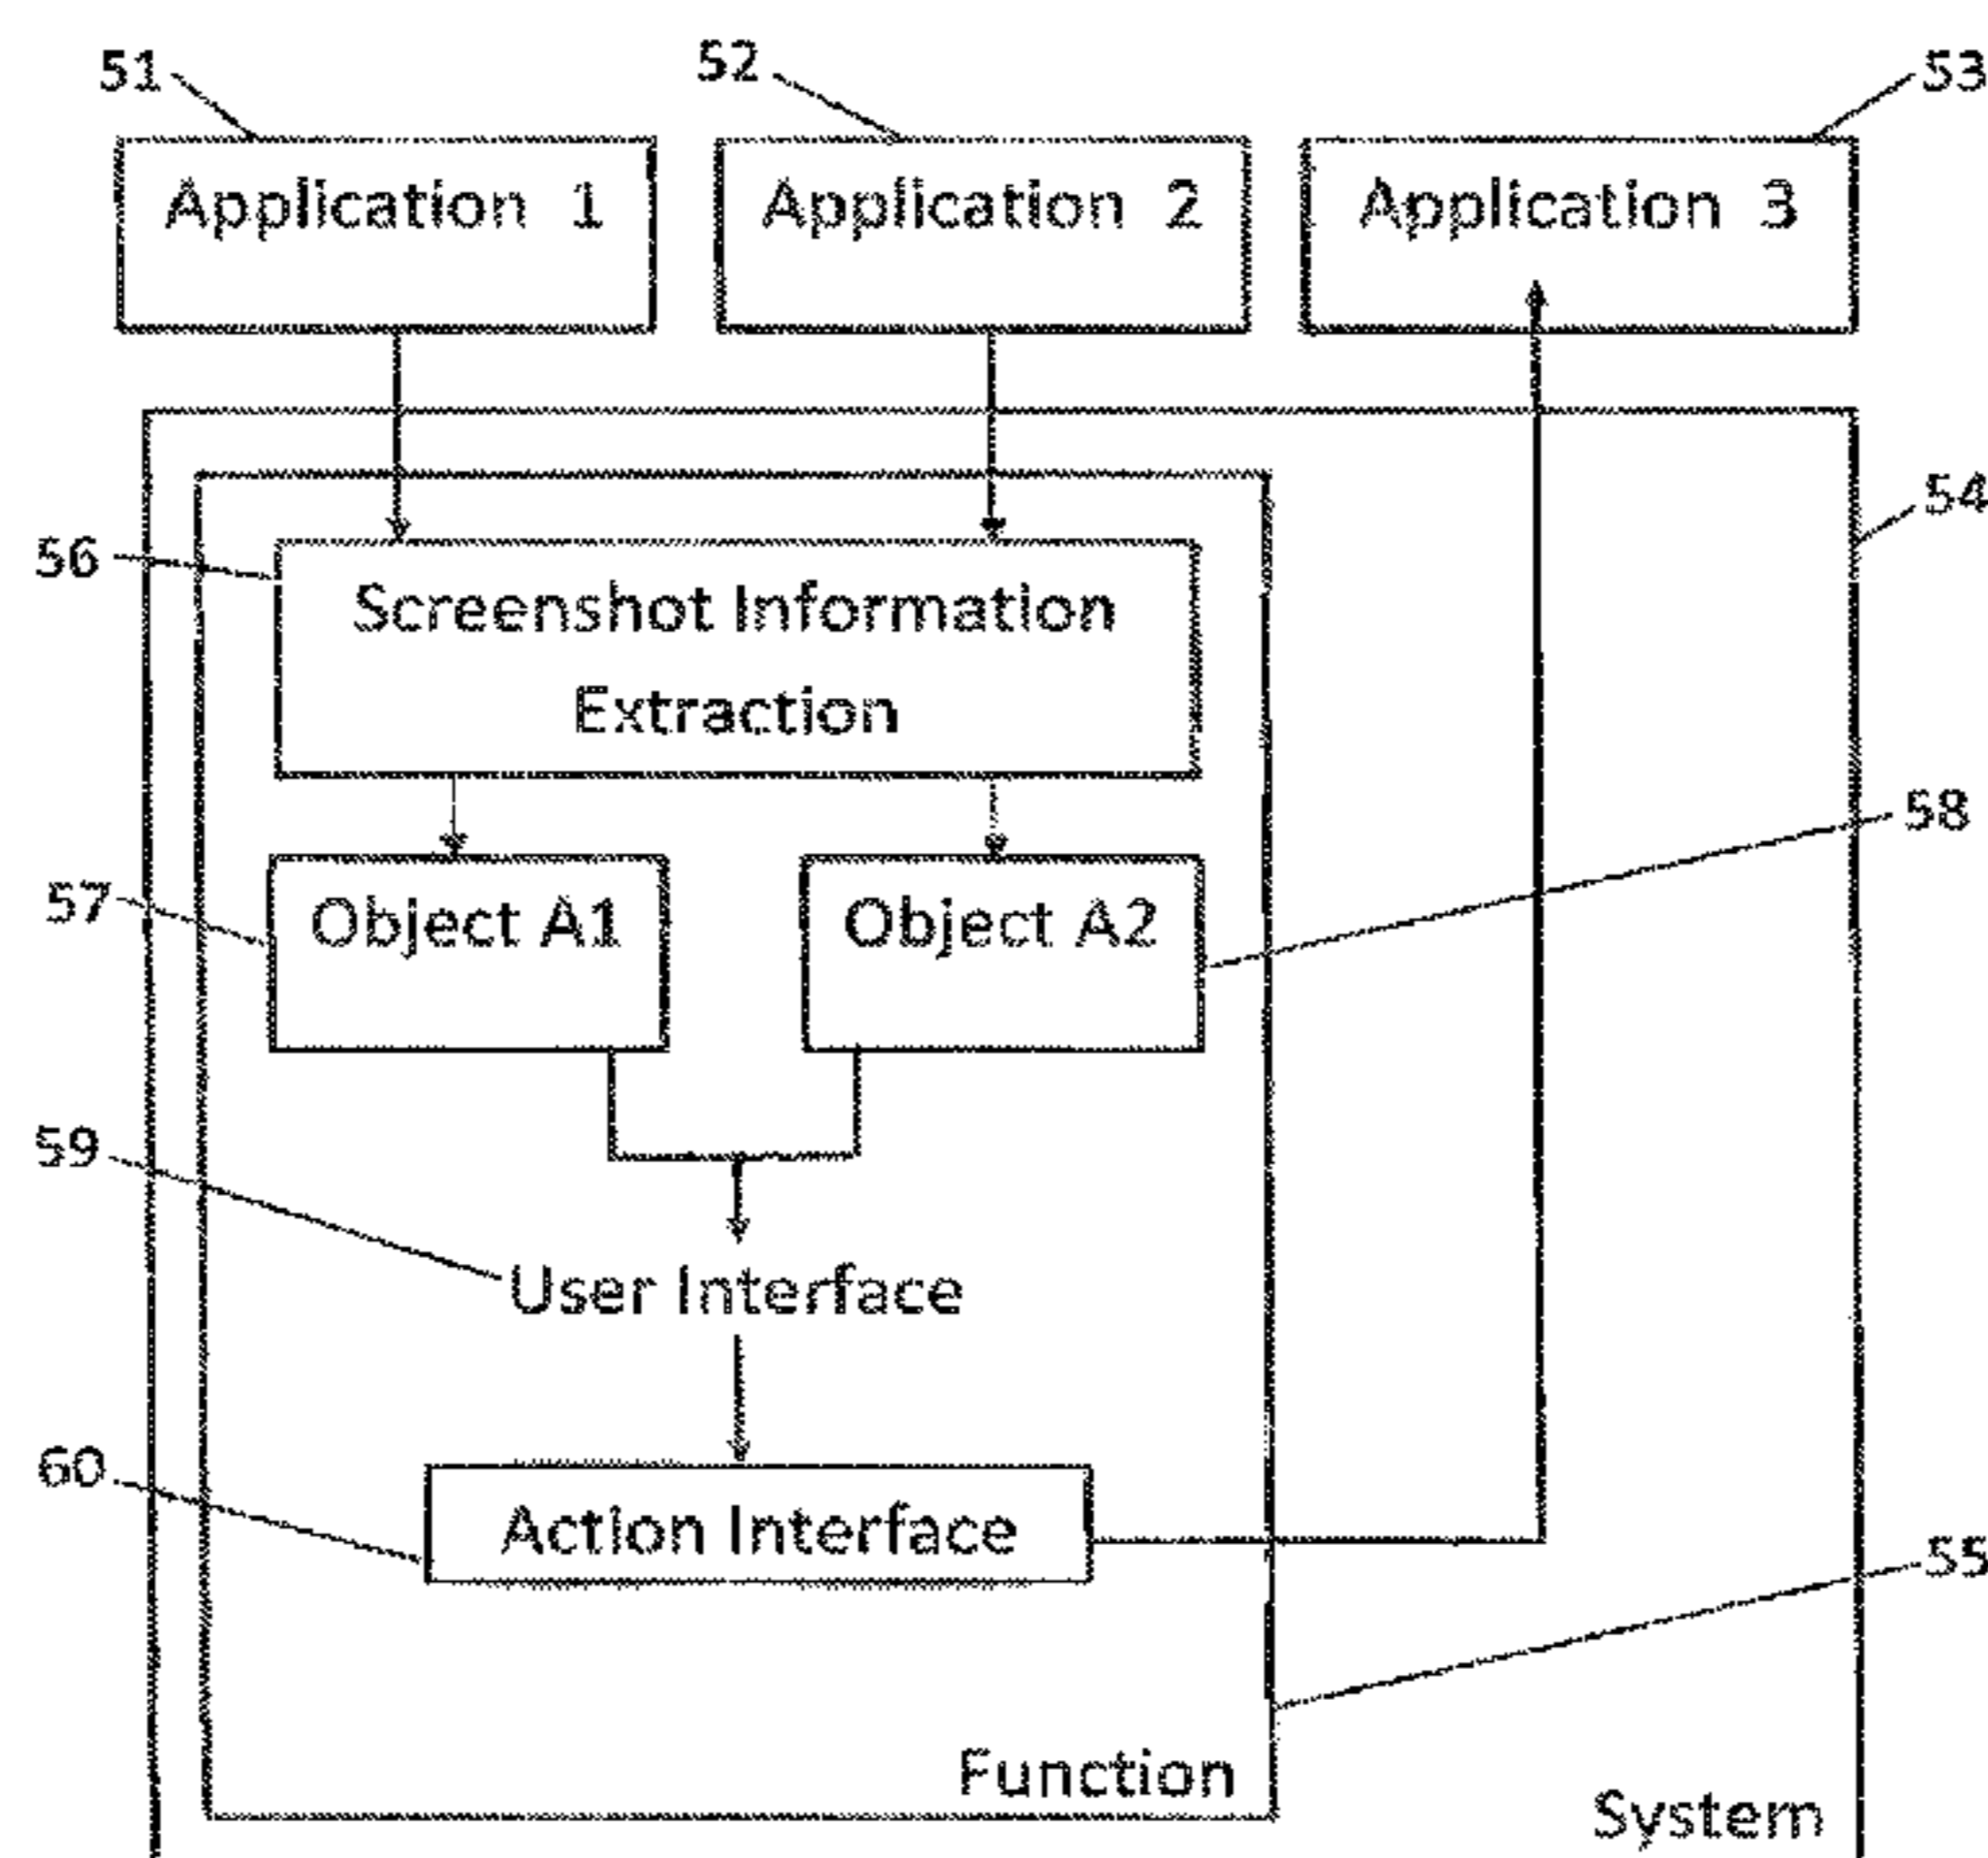 51
52
53
Application 1
Application 2
Application 3
54
56
Screenshot Information
Extraction
58
57
Object A1
Object A2
59
User Interface
60
Action Interface
55
Function
System